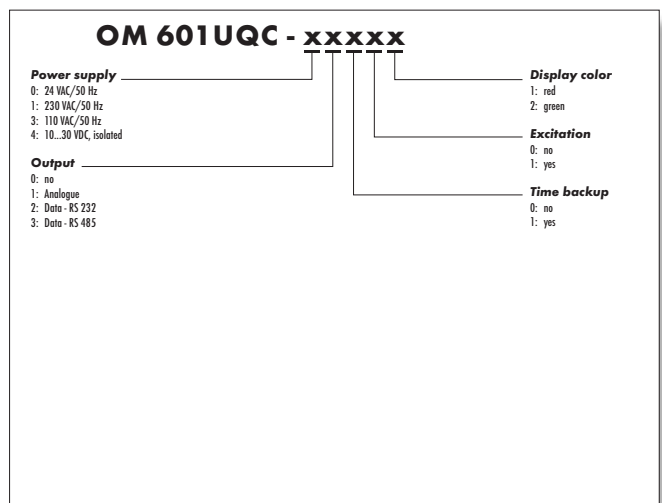 OM 601UQC - xxxxx
Power supply
0: 24 VAC/50 Hz
1: 230 VAC/50 Hz
3: 110 VAC/50 Hz
4: 10...30 VDC, isolated
Output
0: no
1: Analogue
2: Data - RS 232
3: Data - RS 485
Display color
1: red
2: green
Excitation
0: no
1: yes
Time backup
0: no
1: yes